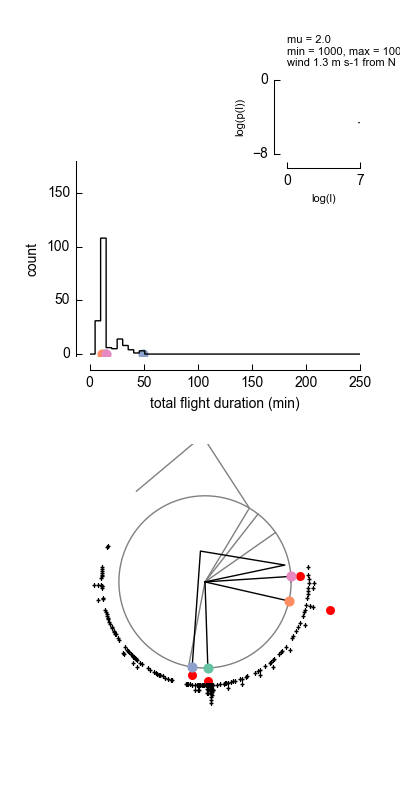 mu = 2.0
min = 1000, max = 100
wind 1.3 m s-1 from N
0
−8
log(p(l))
0 7
log(l)
150
100
50
0
count
0 50 100 150 200 250
total flight duration (min)